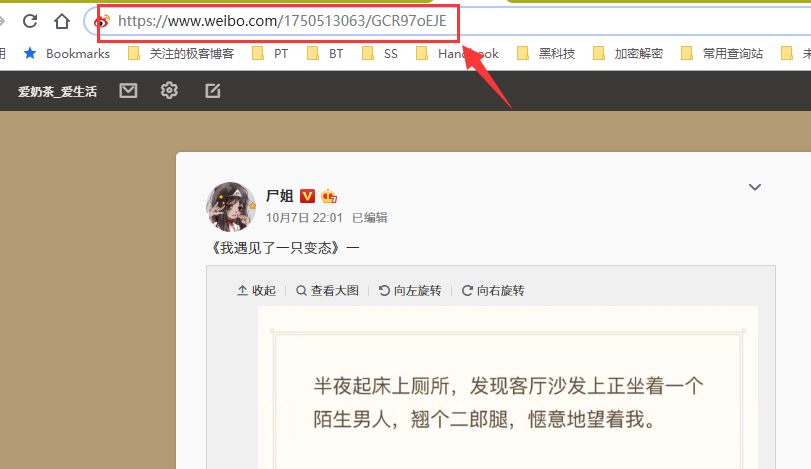 https://www.weibo.com/1750513063/GCR97oEJE
用 Bookmarks 关注的极客博客 PT BT SS Handbook 黑科技 加密解密 常用查询站
爱奶茶_爱生活
尸姐
10月7日 22:01 已编辑
《我遇见了一只变态》一
收起 查看大图 向左旋转 向右旋转
半夜起床上厕所，发现客厅沙发上正坐着一个
陌生男人，翘个二郎腿，惬意地望着我。